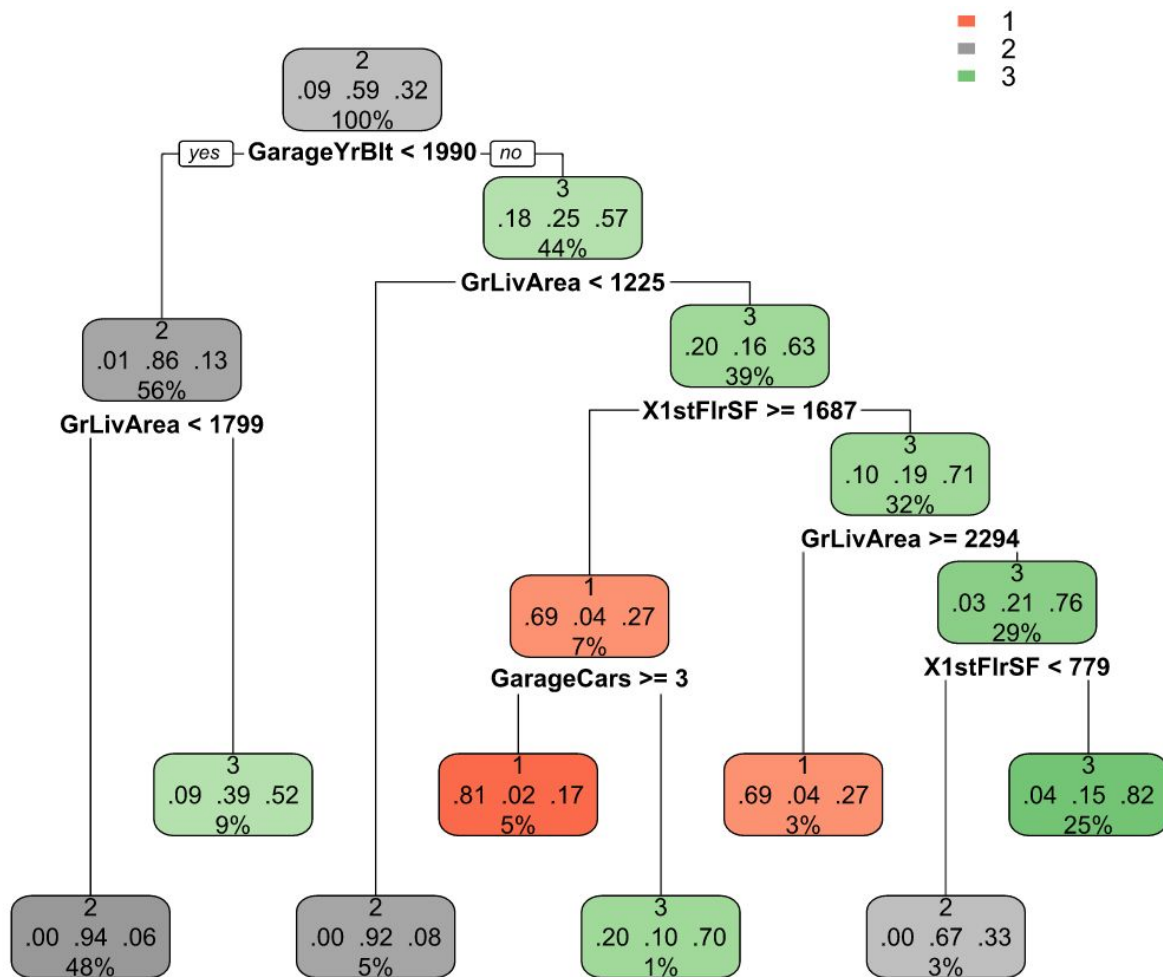 1
2
3
2
.09 .59 .32
100%
yes GarageYrBlt < 1990 no
3
.18 .25 .57
44%
GrLivArea < 1225
2
.01 .86 .13
56%
GrLivArea < 1799
3
.20 .16 .63
39%
X1stFlrSF >= 1687
3
.10 .19 .71
32%
GrLivArea >= 2294
1
.69 .04 .27
7%
GarageCars >= 3
3
.03 .21 .76
29%
X1stFlrSF < 779
3
.09 .39 .52
9%
1
.81 .02 .17
5%
1
.69 .04 .27
3%
3
.04 .15 .82
25%
2
.00 .94 .06
48%
2
.00 .92 .08
5%
3
.20 .10 .70
1%
2
.00 .67 .33
3%